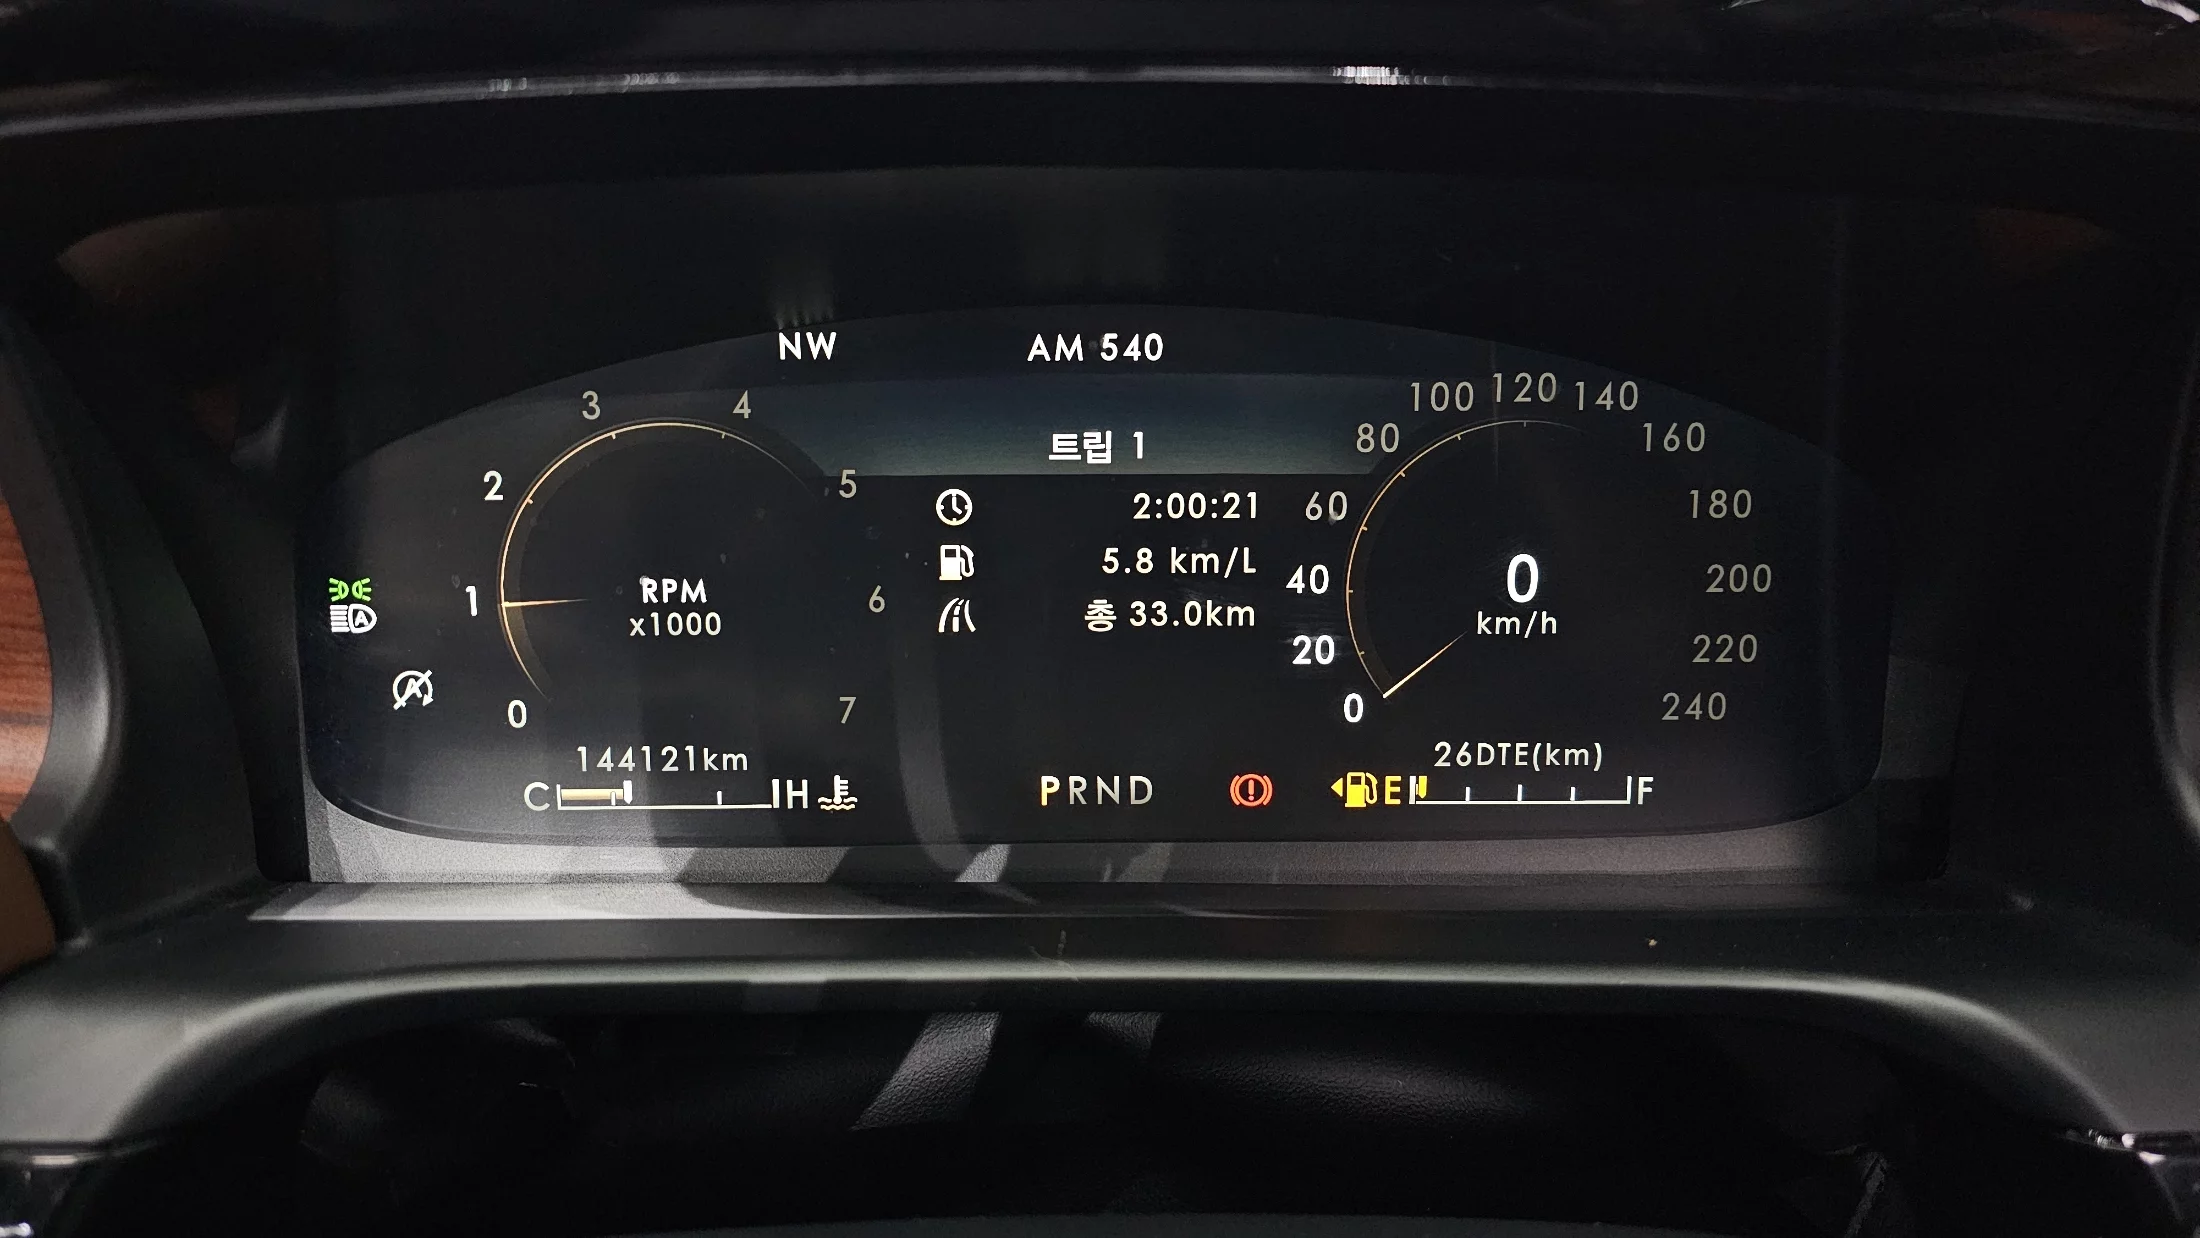 NW
AM 540
트립 1
2:00:21
5.8 km/L
총 33.0km
0
1
2
3
4
5
6
7
RPM
x1000
0
20
40
60
80
100
120
140
160
180
200
220
240
0
km/h
A
A
144121km
C H
PRND
26DTE(km)
E F